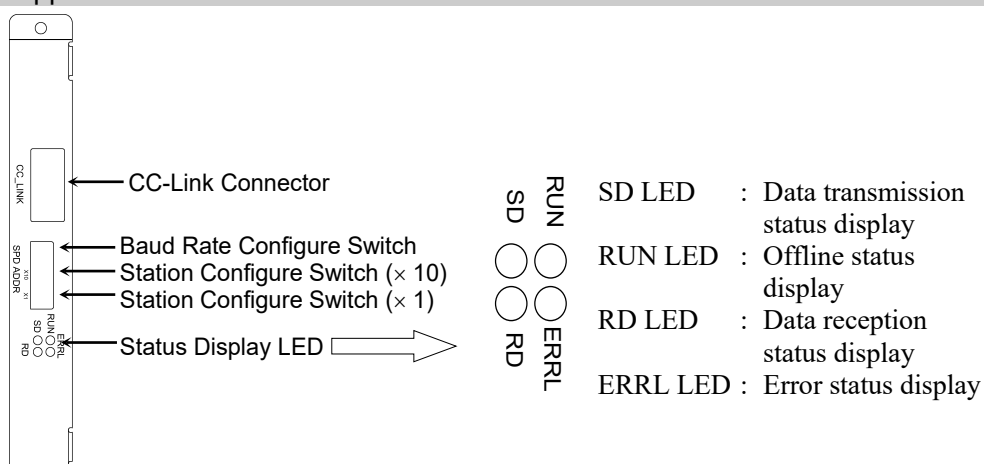 CC_LINK
CC-Link Connector
SPD ADDR
X10
X1
Baud Rate Configure Switch
Station Configure Switch (× 10)
Station Configure Switch (× 1)
RUN
SD
ERRL
RD
Status Display LED
SD
RUN
RD
ERRL
SD LED : Data transmission
status display
RUN LED : Offline status
display
RD LED : Data reception
status display
ERRL LED : Error status display